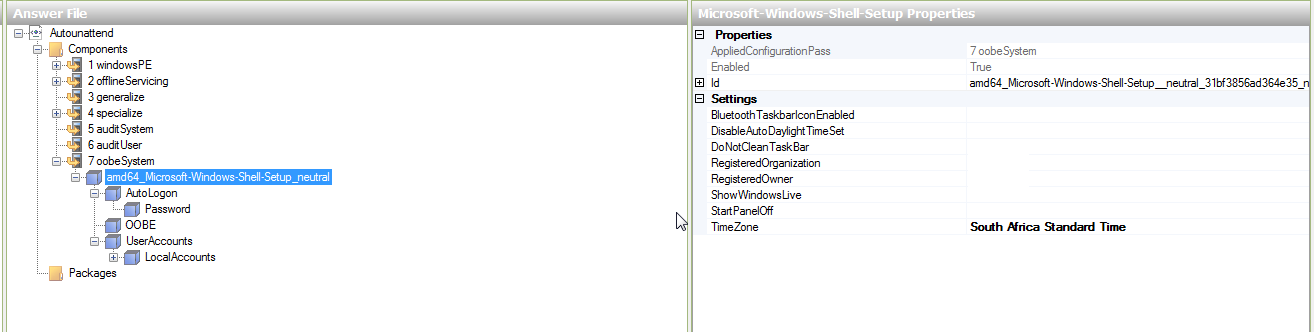 Answer File
Autounattend
Components
1 windowsPE
2 offlineServicing
3 generalize
4 specialize
5 auditSystem
6 auditUser
7 oobeSystem
amd64_Microsoft-Windows-Shell-Setup_neutral
AutoLogon
Password
OOBE
UserAccounts
LocalAccounts
Packages
Microsoft-Windows-Shell-Setup Properties
Properties
AppliedConfigurationPass 7 oobeSystem
Enabled True
Id amd64_Microsoft-Windows-Shell-Setup__neutral_31bf3856ad364e35_n
Settings
BluetoothTaskbarIconEnabled
DisableAutoDaylightTimeSet
DoNotCleanTaskBar
RegisteredOrganization
RegisteredOwner
ShowWindowsLive
StartPanelOff
TimeZone South Africa Standard Time